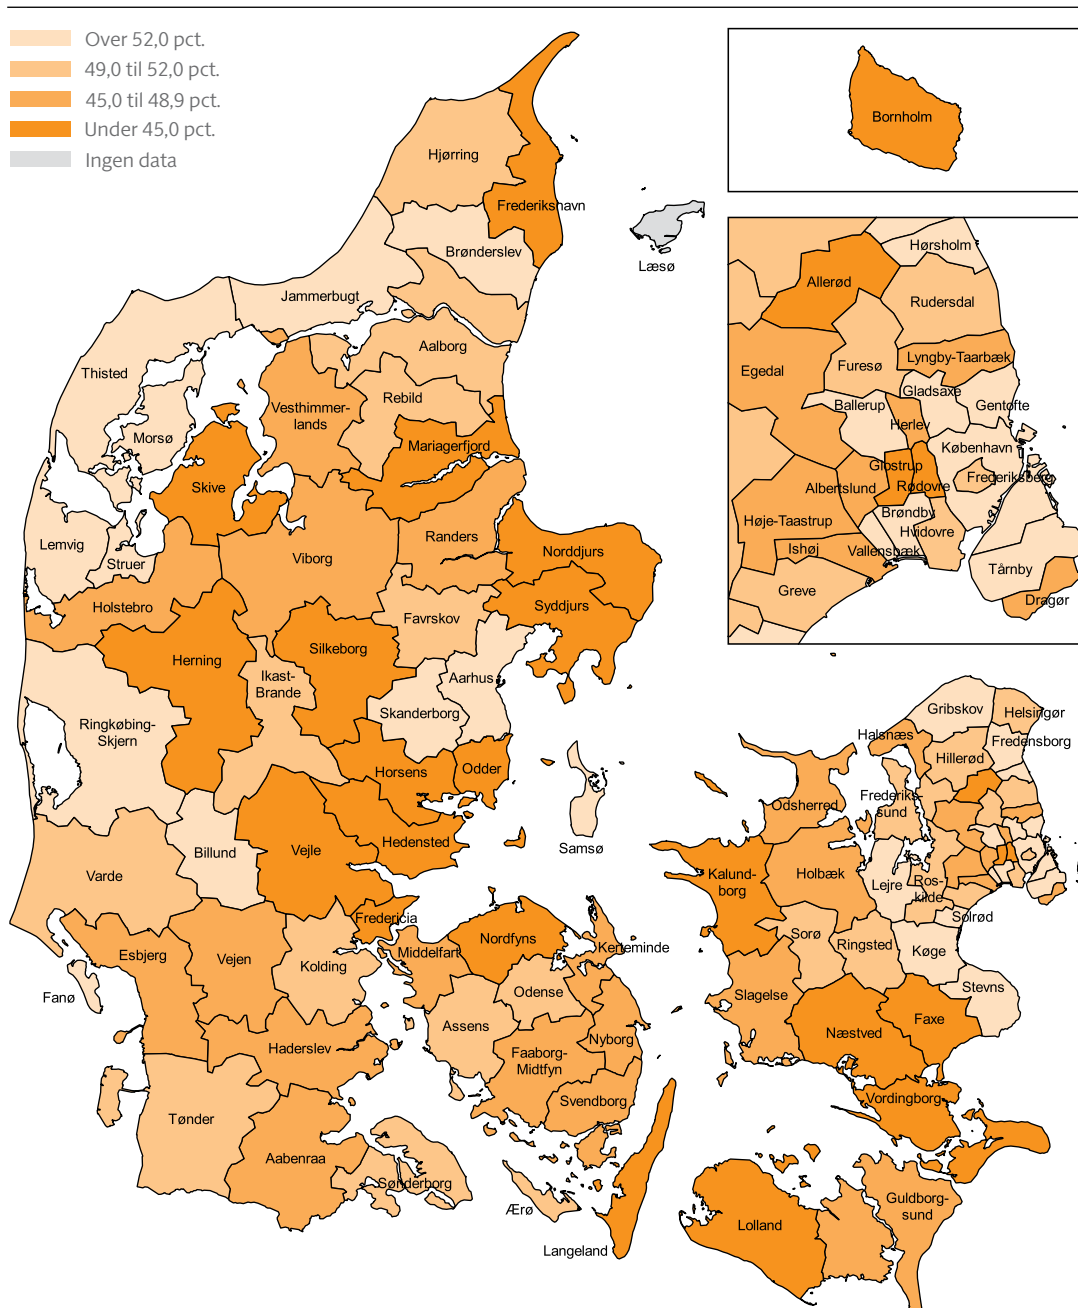 Over 52,0 pct.
49,0 til 52,0 pct.
45,0 til 48,9 pct.
Under 45,0 pct.
Ingen data
Bornholm
Hjørring
Frederikshavn
Brønderslev
Læsø
Jammerbugt
Aalborg
Thisted
Rebild
Vesthimmer-
lands
Morsø
Mariagerfjord
Skive
Lemvig
Struer
Viborg
Randers
Norddjurs
Holstebro
Syddjurs
Favrskov
Herning
Silkeborg
Ikast-
Brande
Aarhus
Skanderborg
Ringkøbing-
Skjern
Horsens
Odder
Hedensted
Samsø
Billund
Vejle
Varde
Fredericia
Esbjerg
Vejen
Kolding
Middelfart
Nordfyns
Kerteminde
Fanø
Odense
Assens
Nyborg
Haderslev
Faaborg-
Midtfyn
Svendborg
Tønder
Aabenraa
Sønderborg
Ærø
Langeland
Hørsholm
Allerød
Rudersdal
Egedal
Furesø
Lyngby-Taarbæk
Gladsaxe
Ballerup
Gentofte
Herlev
København
Glostrup
Frederiksberg
Albertslund
Rødovre
Brøndby
Høje-Taastrup
Hvidovre
Ishøj
Vallensbæk
Tårnby
Greve
Dragør
Gribskov
Helsingør
Halsnæs
Fredensborg
Hillerød
Odsherred
Frederiks-
sund
Kalund-
borg
Holbæk
Lejre
Ros-
kilde
Solrød
Sorø
Ringsted
Køge
Stevns
Slagelse
Næstved
Faxe
Vordingborg
Guldborg-
sund
Lolland